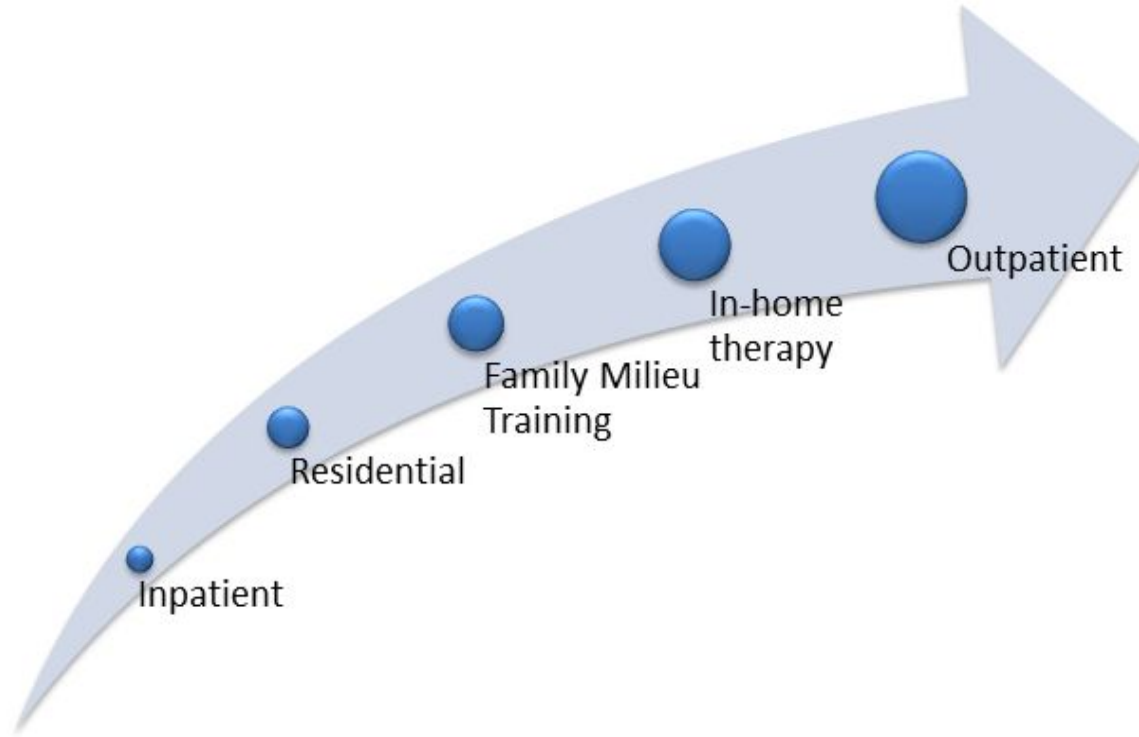 Inpatient
Residential
Family Milieu
Training
In-home
therapy
Outpatient